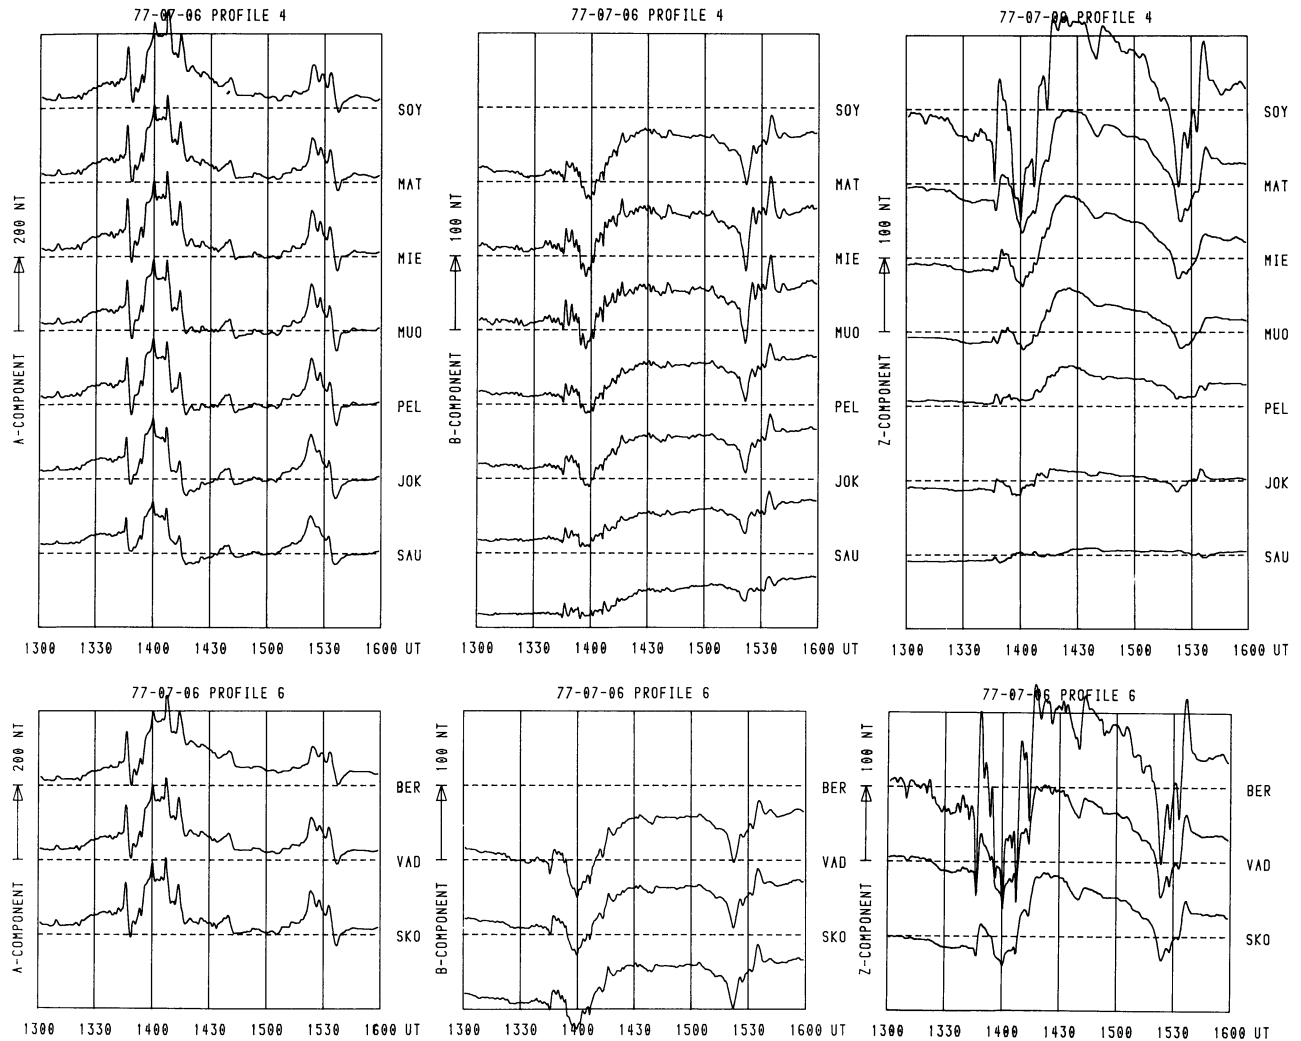 77-07-06 PROFILE 4
A-COMPONENT 200 NT
SOY
MAT
MIE
MUO
PEL
JOK
SAU
1300 1330 1400 1430 1500 1530 1600 UT
77-07-06 PROFILE 4
B-COMPONENT 100 NT
SOY
MAT
MIE
MUO
PEL
JOK
SAU
1300 1330 1400 1430 1500 1530 1600 UT
77-07-06 PROFILE 4
Z-COMPONENT 100 NT
SOY
MAT
MIE
MUO
PEL
JOK
SAU
1300 1330 1400 1430 1500 1530 1600 UT
77-07-06 PROFILE 6
A-COMPONENT 200 NT
BER
VAD
SKO
1300 1330 1400 1430 1500 1530 1600 UT
77-07-06 PROFILE 6
B-COMPONENT 100 NT
BER
VAD
SKO
1300 1330 1400 1430 1500 1530 1600 UT
77-07-06 PROFILE 6
Z-COMPONENT 100 NT
BER
VAD
SKO
1300 1330 1400 1430 1500 1530 1600 UT